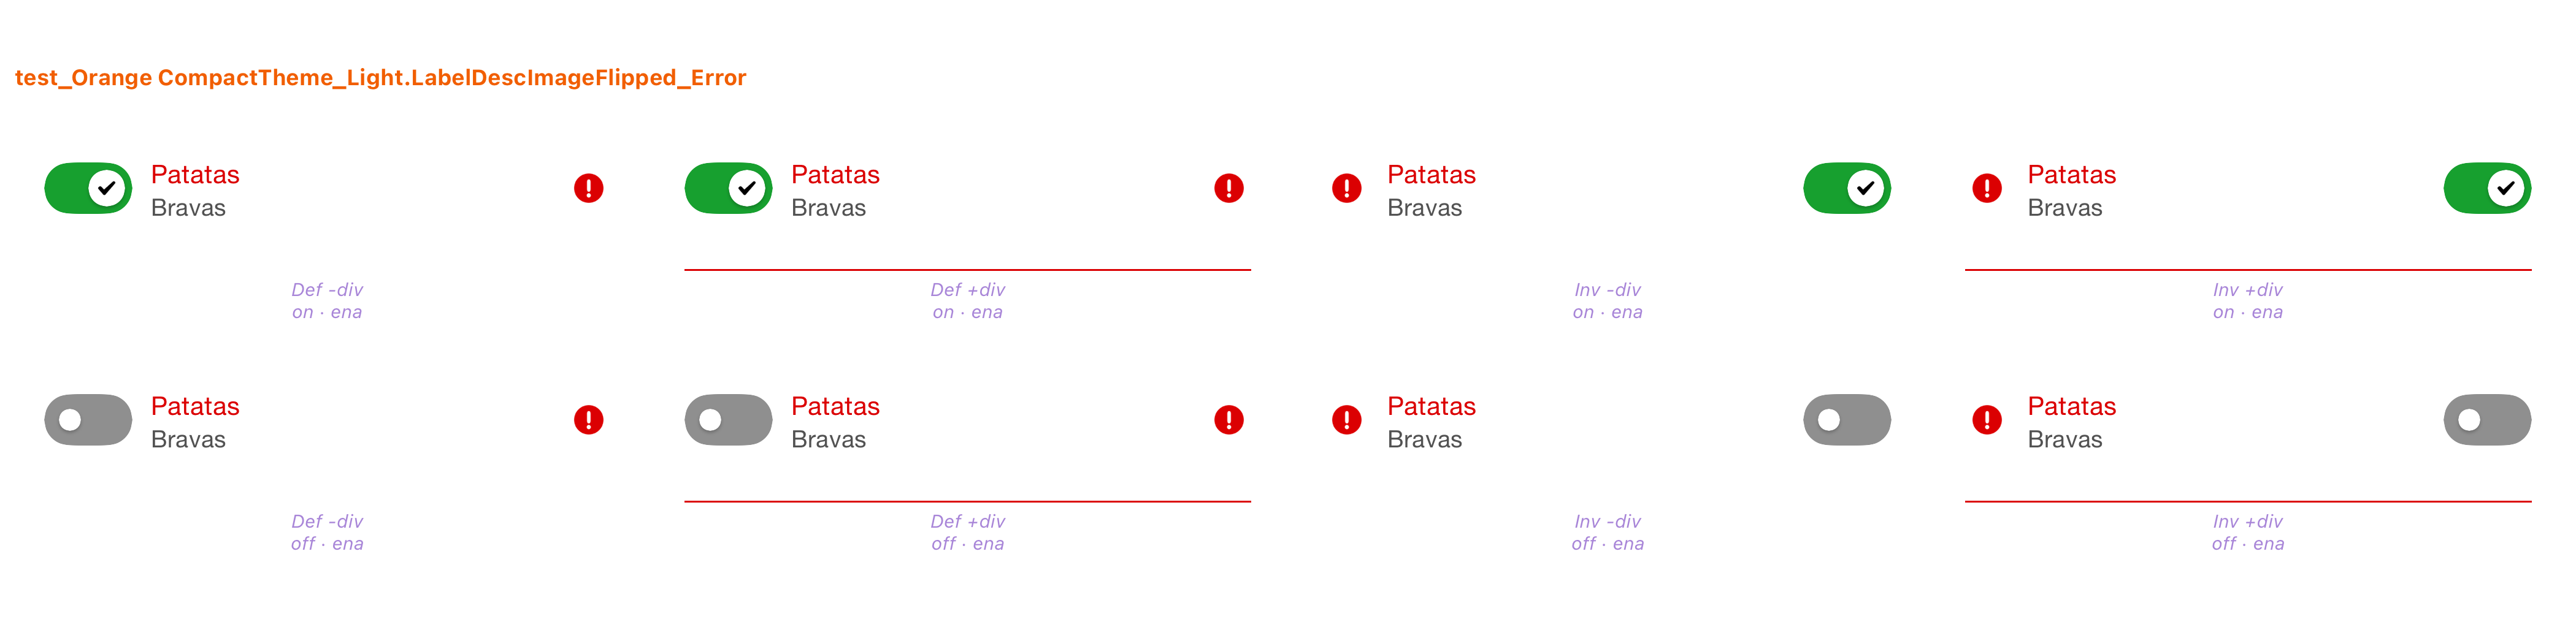 test_Orange CompactTheme_Light.LabelDescImageFlipped_Error
Patatas
Bravas
Patatas
Bravas
Patatas
Bravas
Patatas
Bravas
Def -div
on · ena
Def +div
on · ena
Inv -div
on · ena
Inv +div
on · ena
Patatas
Bravas
Patatas
Bravas
Patatas
Bravas
Patatas
Bravas
Def -div
off · ena
Def +div
off · ena
Inv -div
off · ena
Inv +div
off · ena